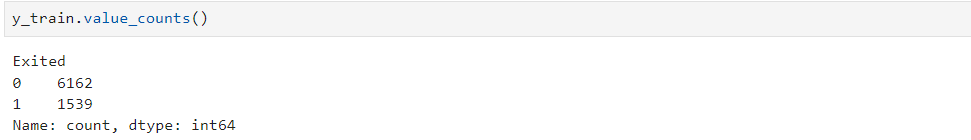 y_train.value_counts()
Exited
0    6162
1    1539
Name: count, dtype: int64